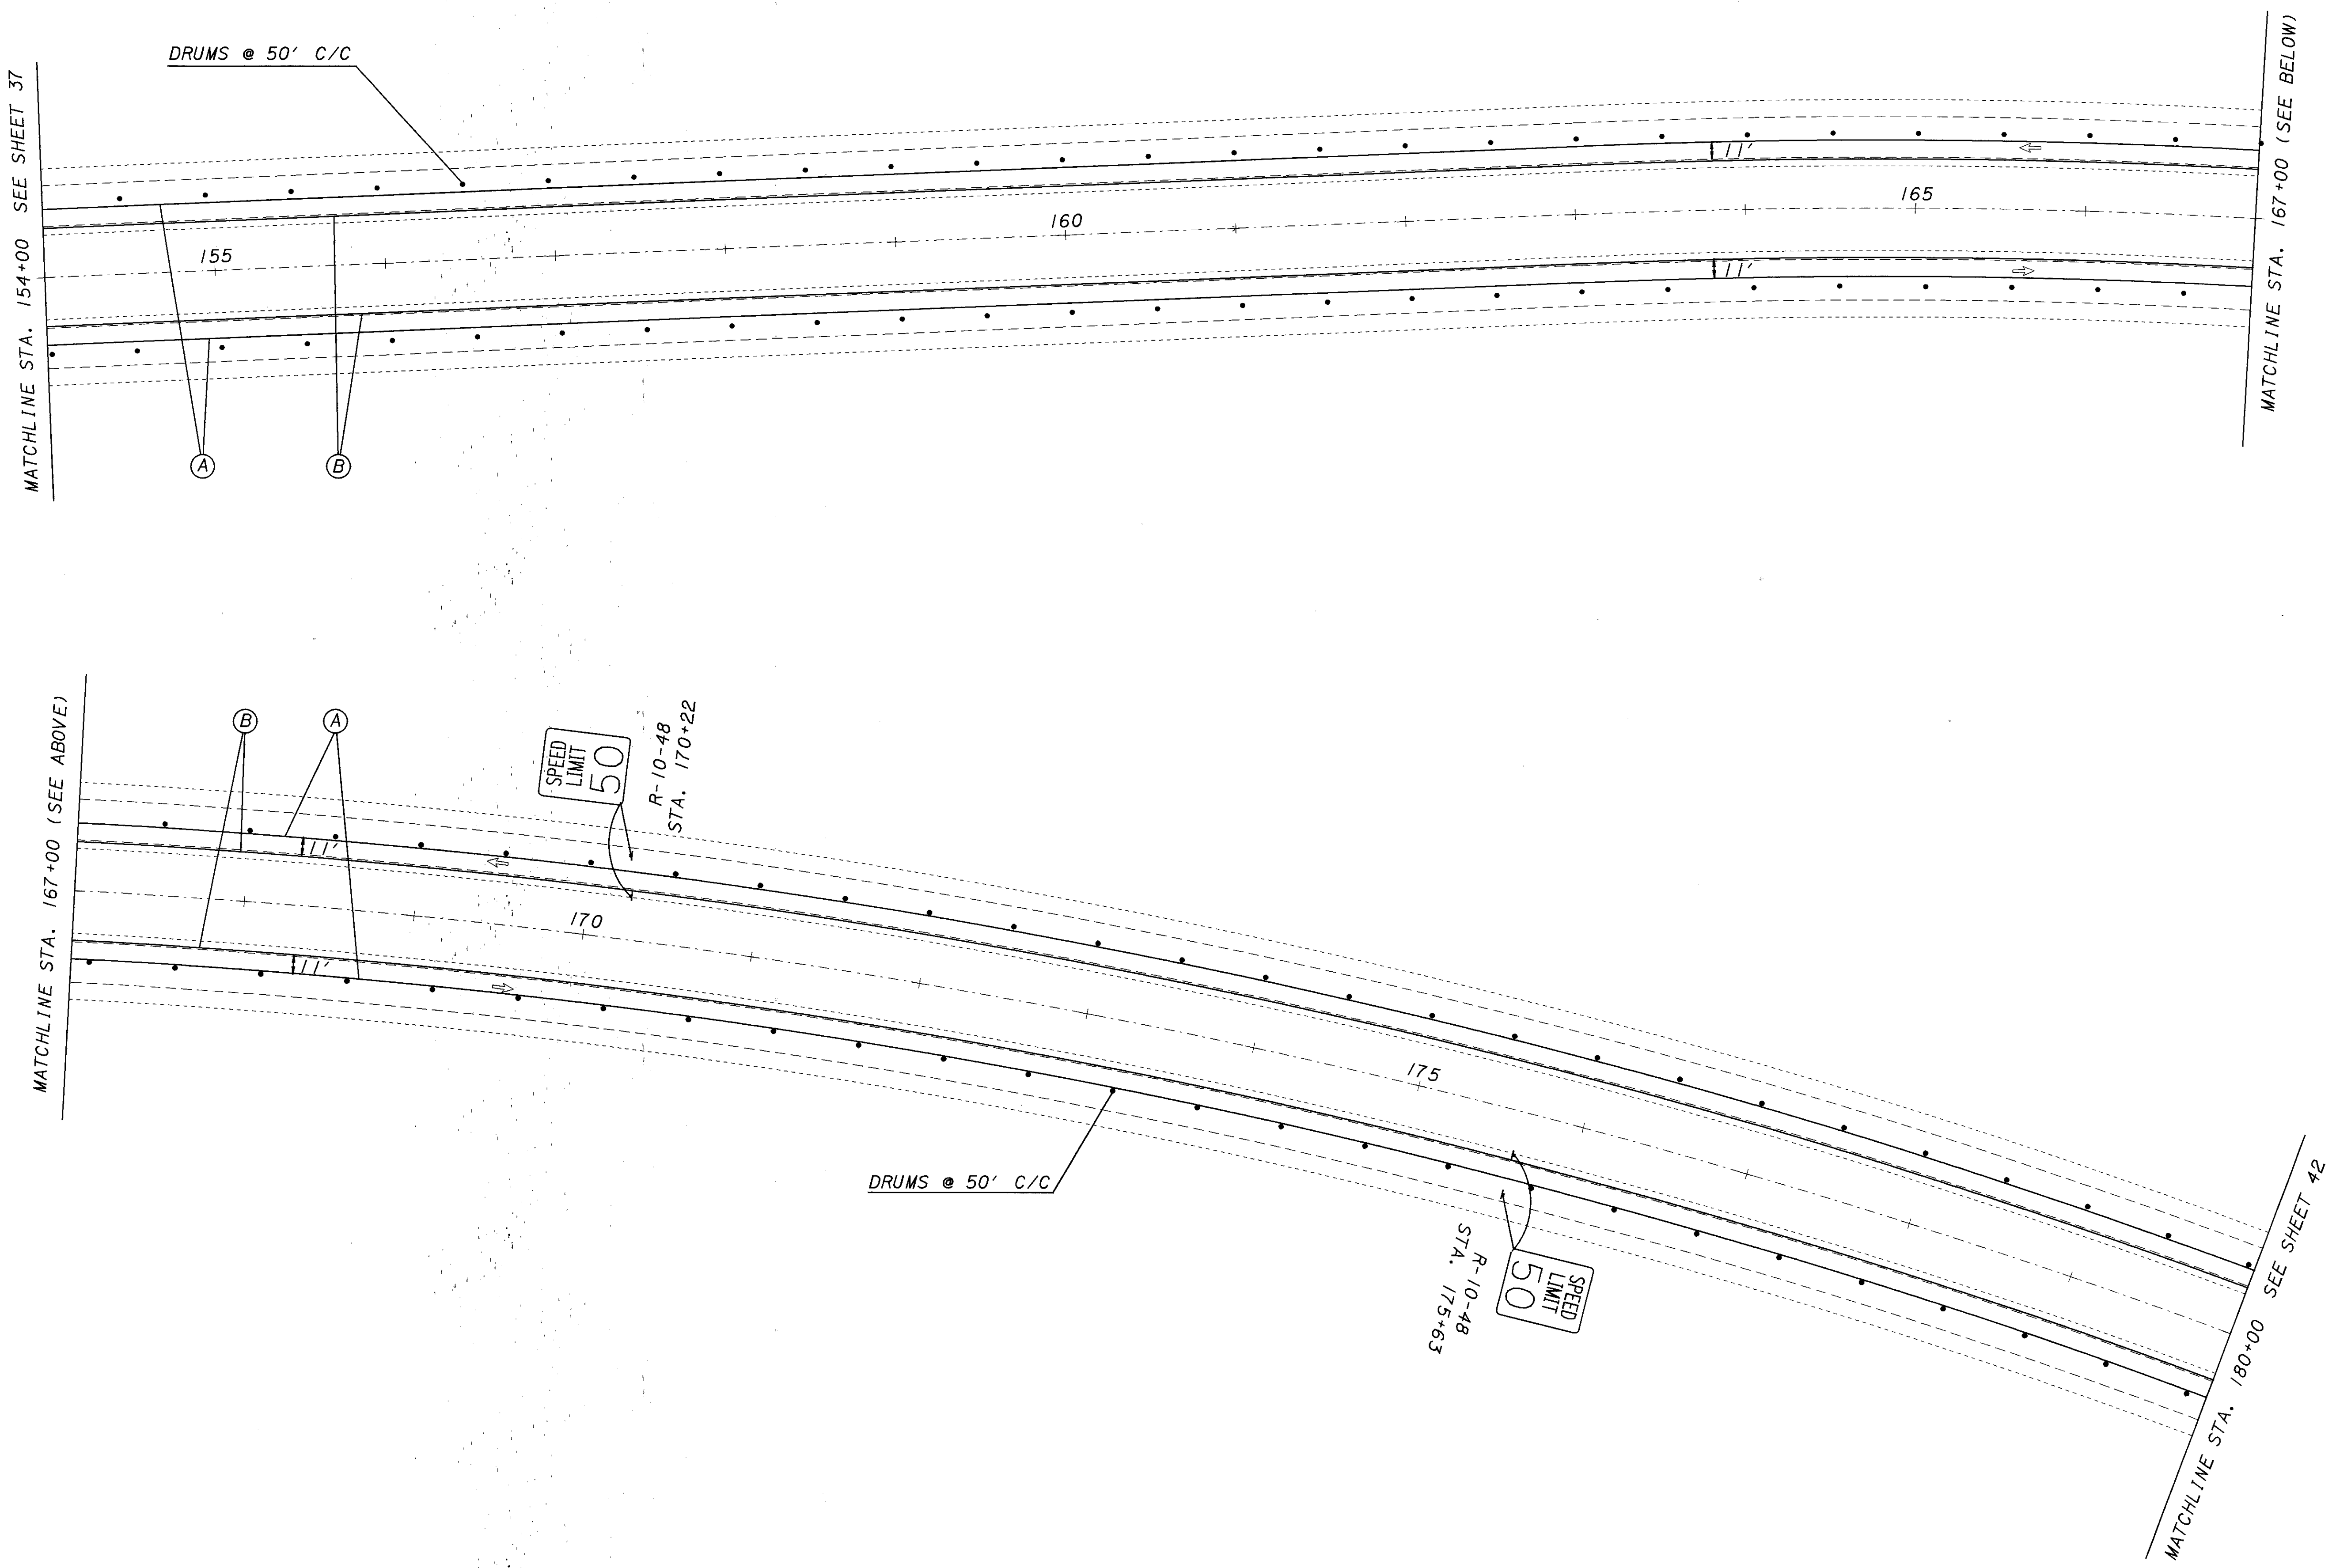 DRUMS @ 50' C/C
MATCHLINE STA. 154+00 SEE SHEET 37
155
160
165
11'
11'
A
B
MATCHLINE STA. 167+00 (SEE BELOW)
MATCHLINE STA. 167+00 (SEE ABOVE)
B
A
11'
11'
SPEED
LIMIT
50
R-10-48
STA. 170+22
170
175
DRUMS @ 50' C/C
SPEED
LIMIT
50
R-10-48
STA. 175+63
MATCHLINE STA. 180+00 SEE SHEET 42